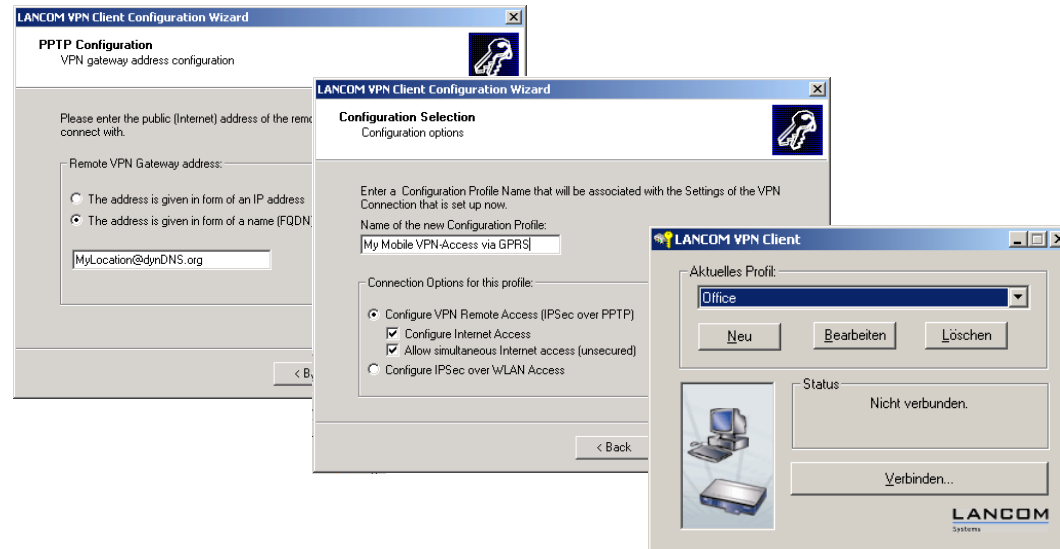 LANCOM VPN Client Configuration Wizard
PPTP Configuration
VPN gateway address configuration
Please enter the public (Internet) address of the
connect with.
Remote VPN Gateway address:
The address is given in form of an IP address
The address is given in form of a name (FQDN)
MyLocation@dynDNS.org
< B
LANCOM VPN Client Configuration Wizard
Configuration Selection
Configuration options
Enter a Configuration Profile Name that will be associated with the Settings of the VPN
Connection that is set up now.
Name of the new Configuration Profile:
My Mobile VPN-Access via GPRS
Connection Options for this profile:
Configure VPN Remote Access (IPSec over PPTP)
Configure Internet Access
Allow simultaneous Internet access (unsecured)
Configure IPSec over WLAN Access
< Back
LANCOM VPN Client
Aktuelles Profil:
Office
Neu Bearbeiten Löschen
Status
Nicht verbunden.
Verbinden...
LANCOM
Systems